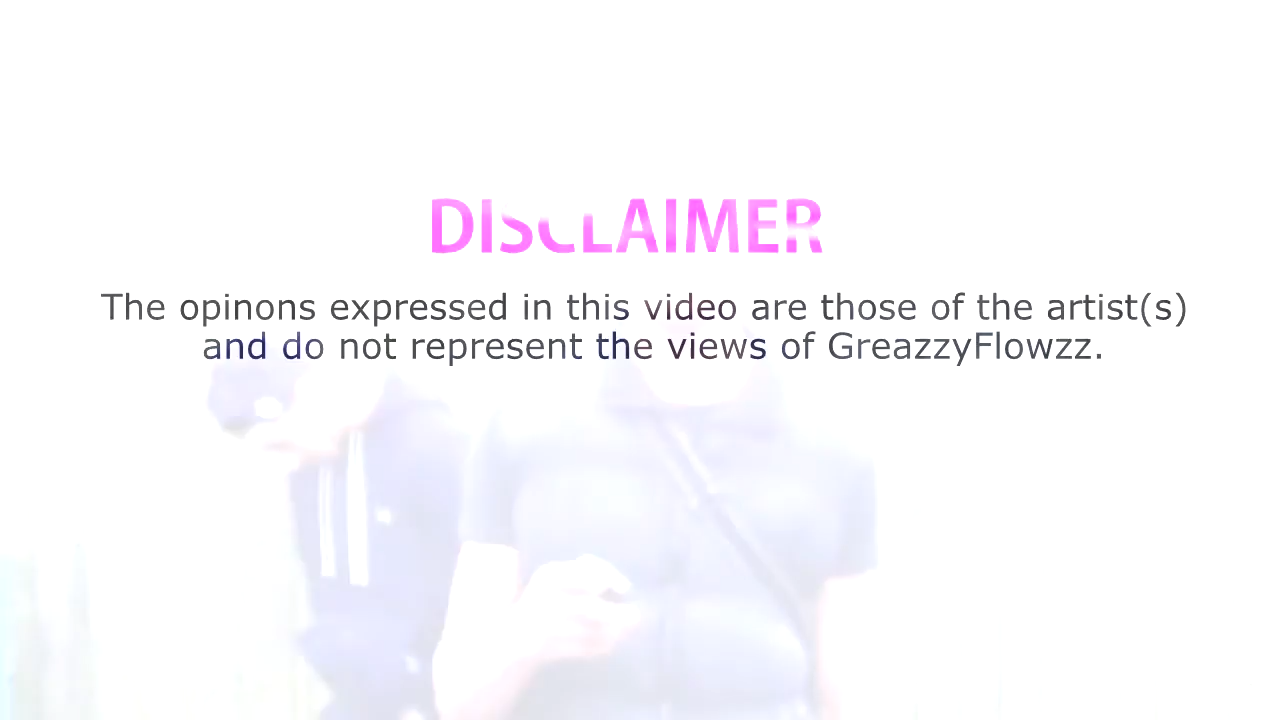 DISCLAIMER
The opinons expressed in this video are those of the artist(s)
and do not represent the views of GreazzyFlowzz.